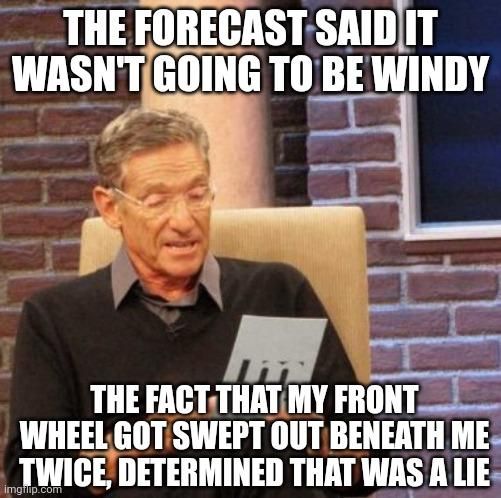 THE FORECAST SAID IT
WASN'T GOING TO BE WINDY
THE FACT THAT MY FRONT
WHEEL GOT SWEPT OUT BENEATH ME
TWICE, DETERMINED THAT WAS A LIE
imgflip.com